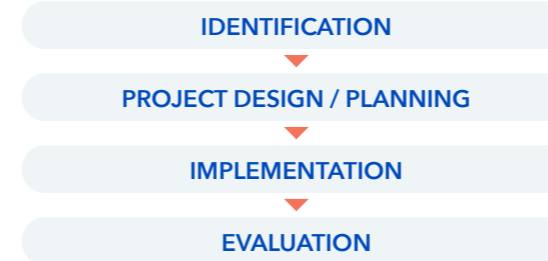 IDENTIFICATION
PROJECT DESIGN / PLANNING
IMPLEMENTATION
EVALUATION